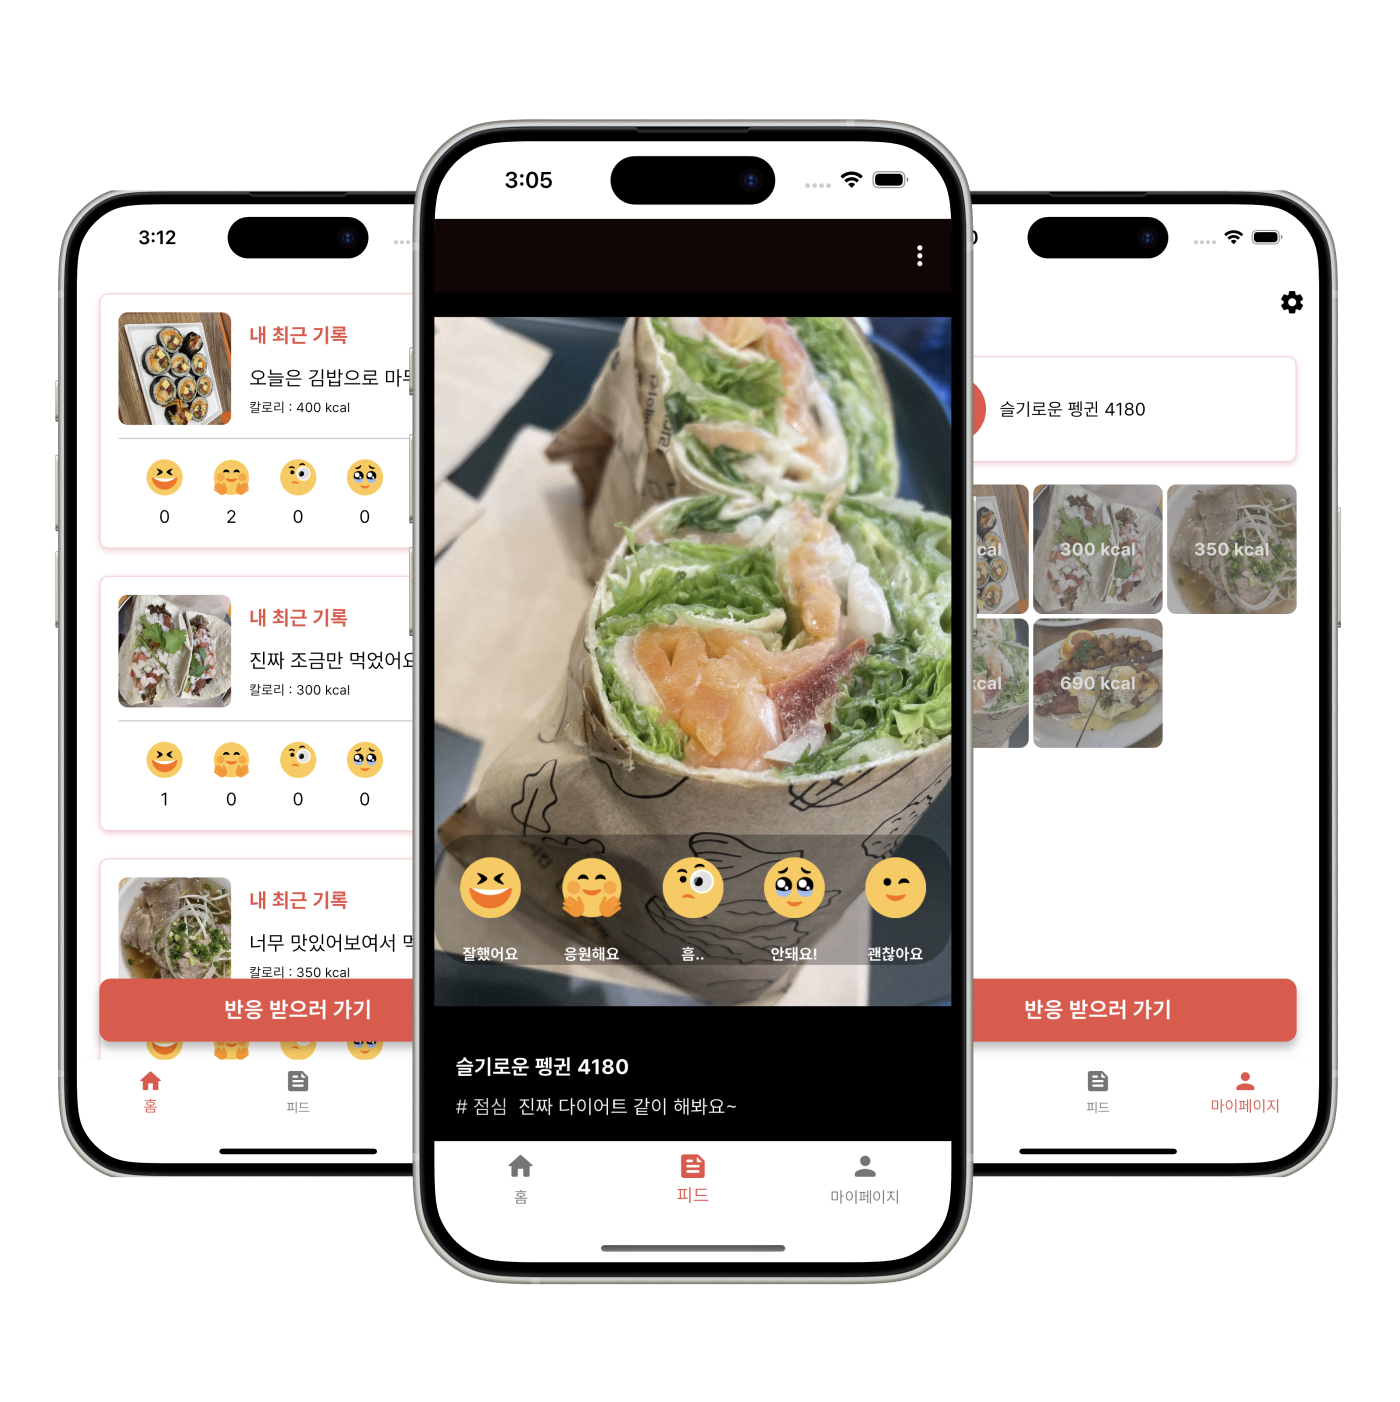 3:12
내 최근 기록
오늘은 김밥으로 마무
칼로리 : 400 kcal
0 2 0 0
내 최근 기록
진짜 조금만 먹었어요
칼로리 : 300 kcal
1 0 0 0
내 최근 기록
너무 맛있어보여서 먹
칼로리 : 350 kcal
반응 받으러 가기
홈 피드
3:05
잘했어요 응원해요 흠.. 안돼요! 괜찮아요
슬기로운 펭귄 4180
# 점심 진짜 다이어트 같이 해봐요~
홈 피드 마이페이지
0
슬기로운 펭귄 4180
cal 300 kcal 350 kcal
kcal 690 kcal
반응 받으러 가기
피드 마이페이지